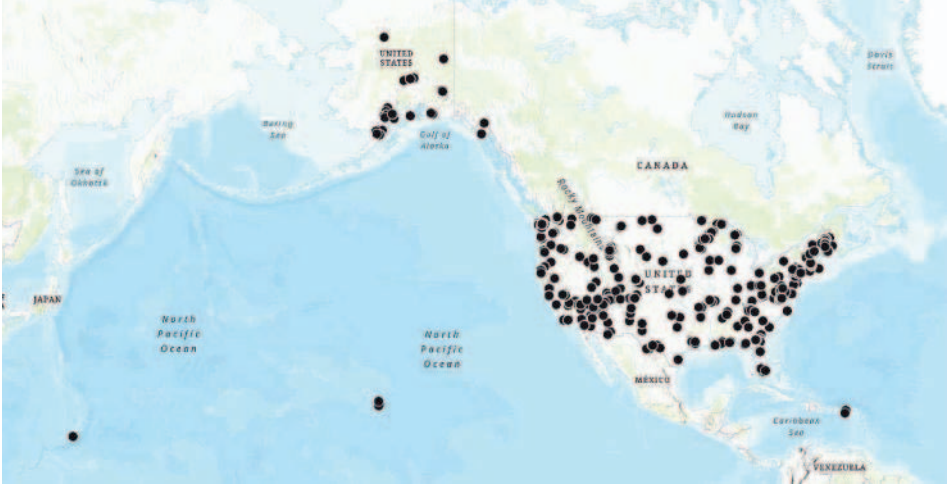 UNITED
STATES
Davis
Strait
Bering
Sea
Hudson
Bay
Gulf of
Alaska
Sea of
Okhotsk
CANADA
Rocky Mountains
UNITED
STATES
JAPAN
North
Pacific
Ocean
North
Pacific
Ocean
MÉXICO
Caribbean
Sea
VENEZUELA